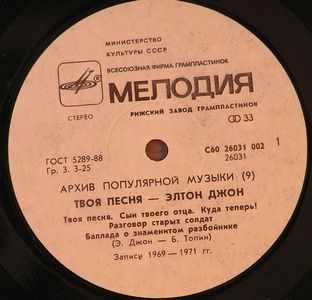 МИНИСТЕРСТВО
КУЛЬТУРЫ СССР
ВСЕСОЮЗНАЯ ФИРМА ГРАМПЛАСТИНОК
МЕЛОДИЯ
СТЕРЕО
РИЖСКИЙ ЗАВОД ГРАМПЛАСТИНОК
33
ГОСТ 5289-88
Гр. 3. 3-25
С60 26031 002
26031
1
АРХИВ ПОПУЛЯРНОЙ МУЗЫКИ (9)
ТВОЯ ПЕСНЯ — ЭЛТОН ДЖОН
Твоя песня. Сын твоего отца. Куда теперь?
Разговор старых солдат
Баллада о знаменитом разбойнике
(Э. Джон — Б. Топин)
Запись 1969 — 1971 гг.